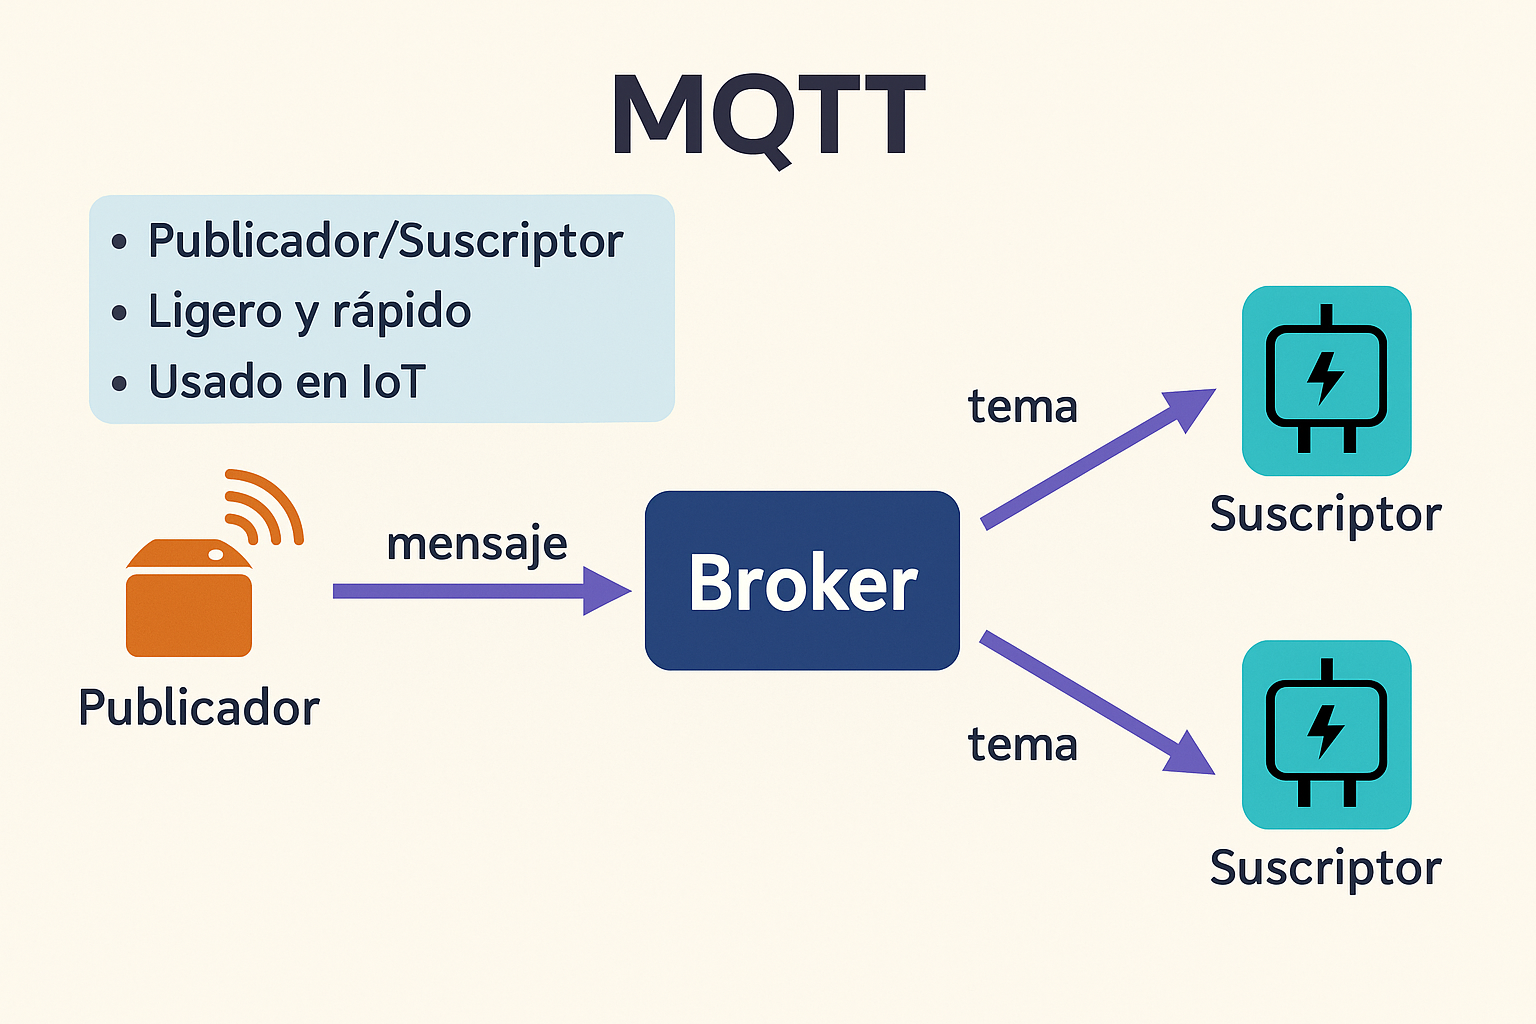 MQTT
• Publicador/Suscriptor
• Ligero y rápido
• Usado en IoT
tema
Suscriptor
mensaje
Broker
Publicador
tema
Suscriptor